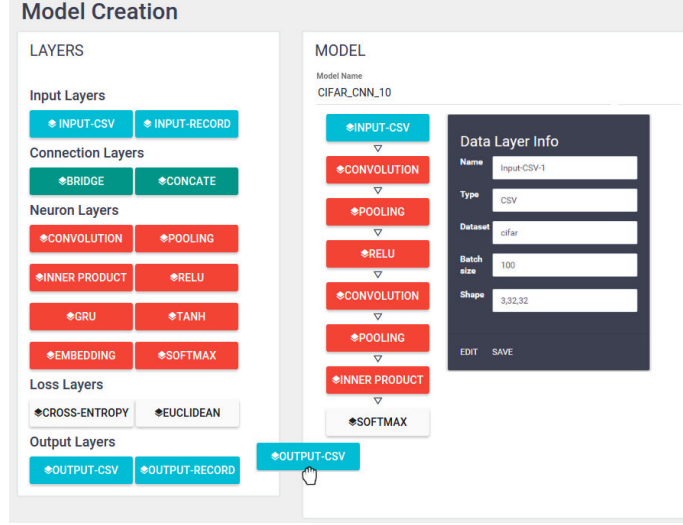 Model Creation
LAYERS
Input Layers
INPUT-CSV INPUT-RECORD
Connection Layers
BRIDGE CONCATE
Neuron Layers
CONVOLUTION POOLING
INNER PRODUCT RELU
GRU TANH
EMBEDDING SOFTMAX
Loss Layers
CROSS-ENTROPY EUCLIDEAN
Output Layers
OUTPUT-CSV OUTPUT-RECORD
OUTPUT-CSV
MODEL
Model Name
CIFAR_CNN_10
INPUT-CSV
CONVOLUTION
POOLING
RELU
CONVOLUTION
POOLING
INNER PRODUCT
SOFTMAX
Data Layer Info
Name Input-CSV-1
Type CSV
Dataset cifar
Batch size 100
Shape 3,32,32
EDIT SAVE